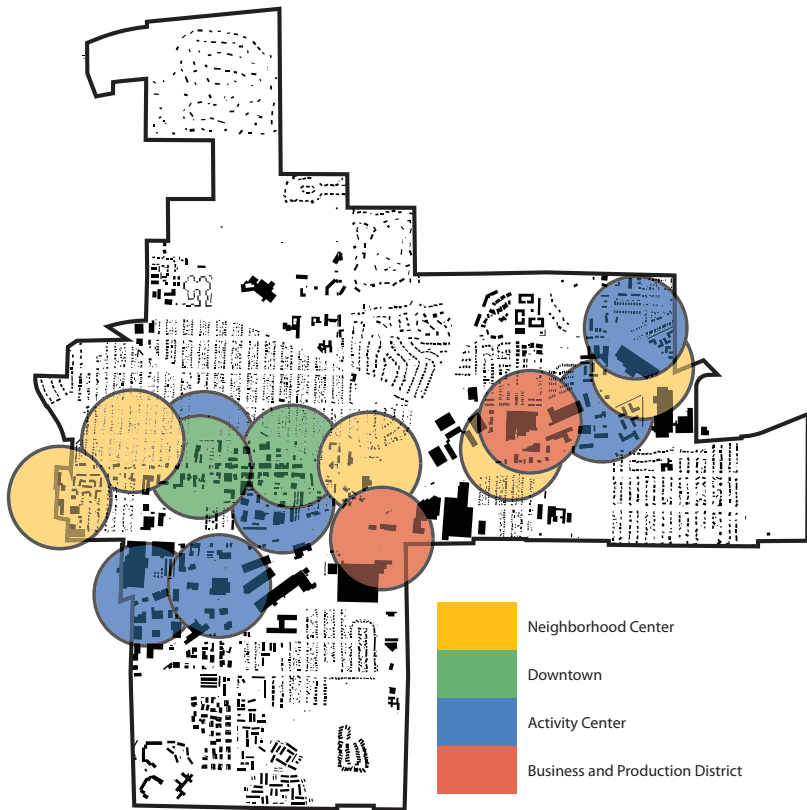 Neighborhood Center
Downtown
Activity Center
Business and Production District